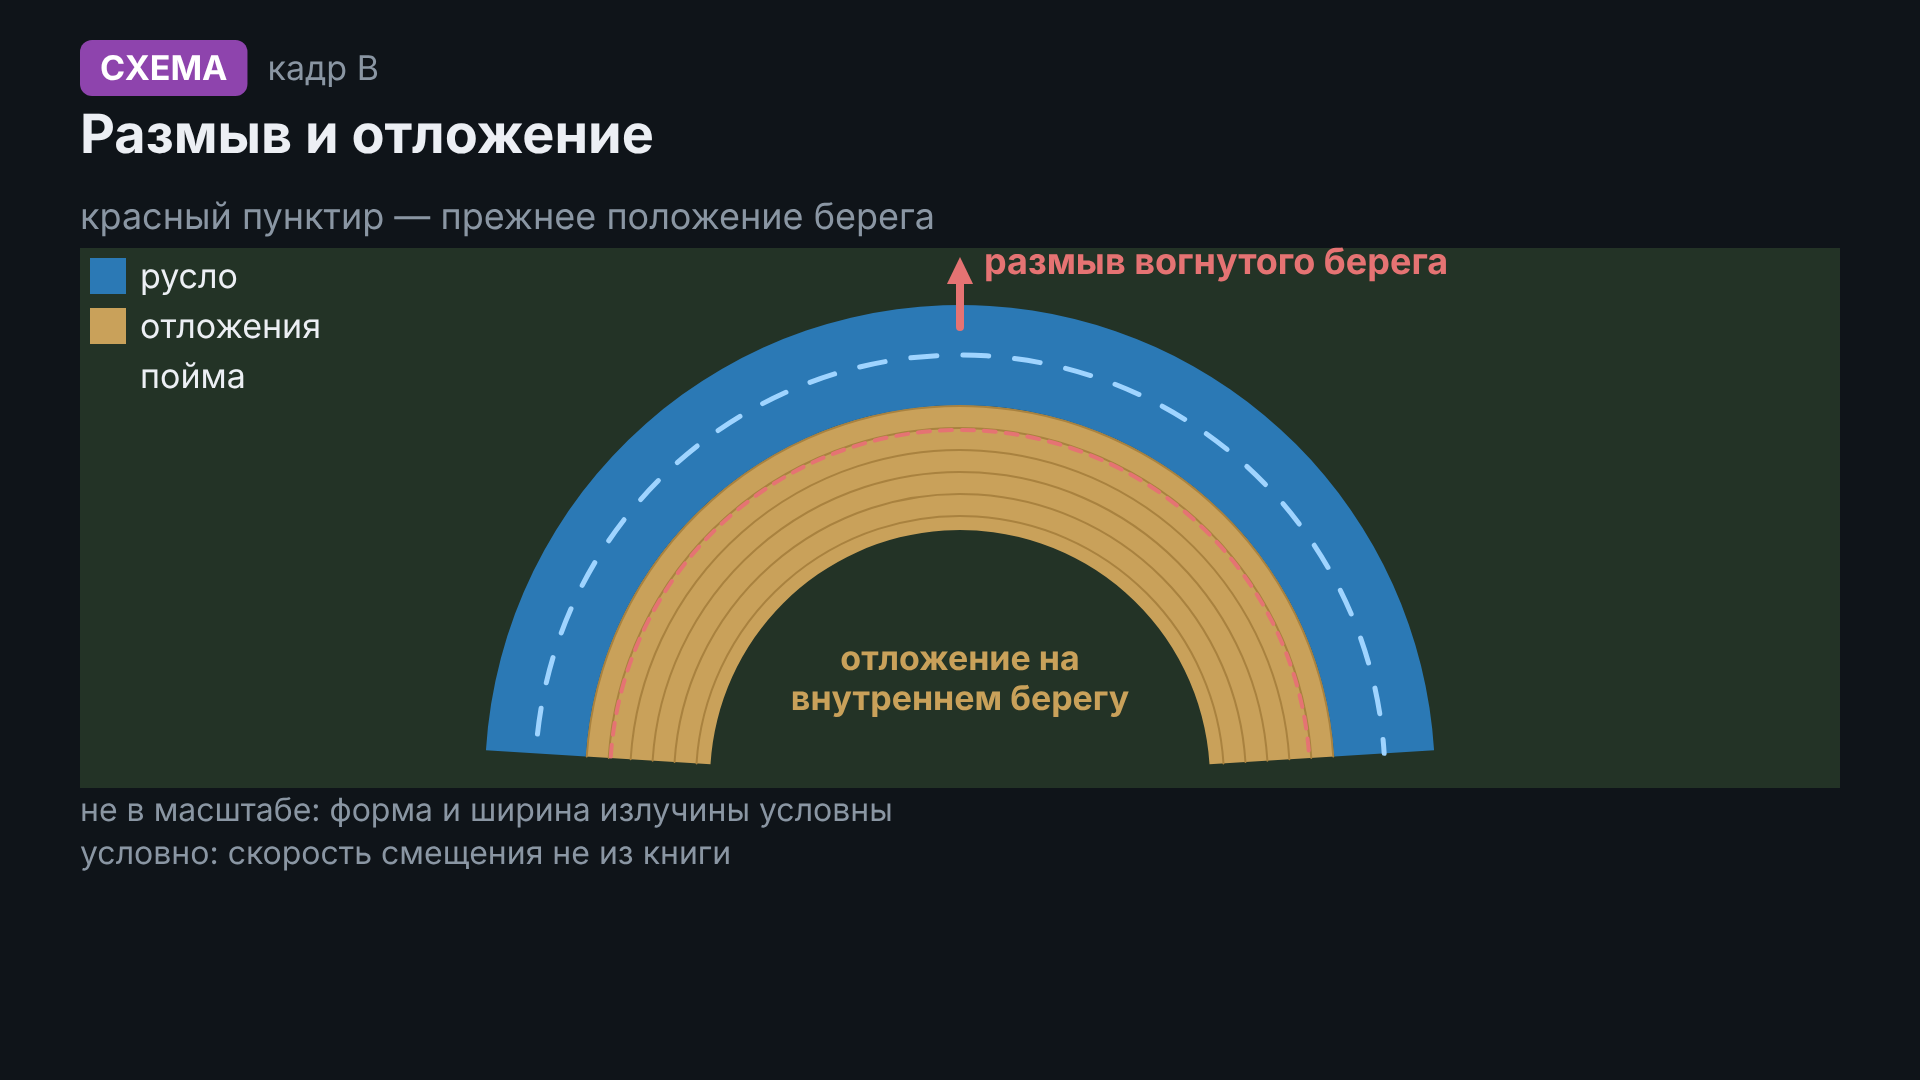 СХЕМА кадр B
Размыв и отложение
красный пунктир — прежнее положение берега
размыв вогнутого берега
русло
отложения
пойма
отложение на
внутреннем берегу
не в масштабе: форма и ширина излучины условны
условно: скорость смещения не из книги